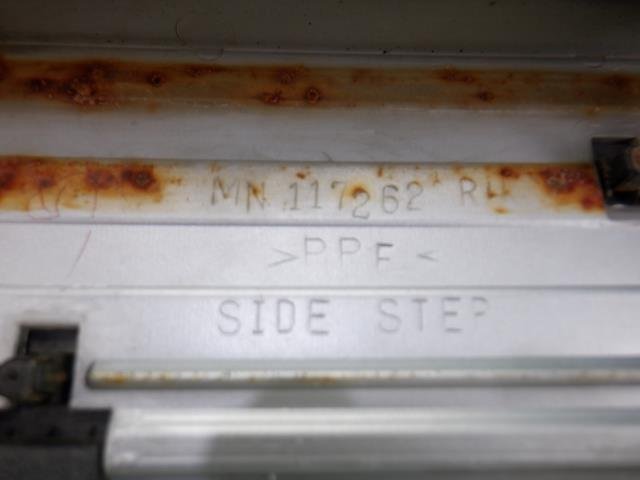 MN 117262 RH
>PPF<
SIDE STEP